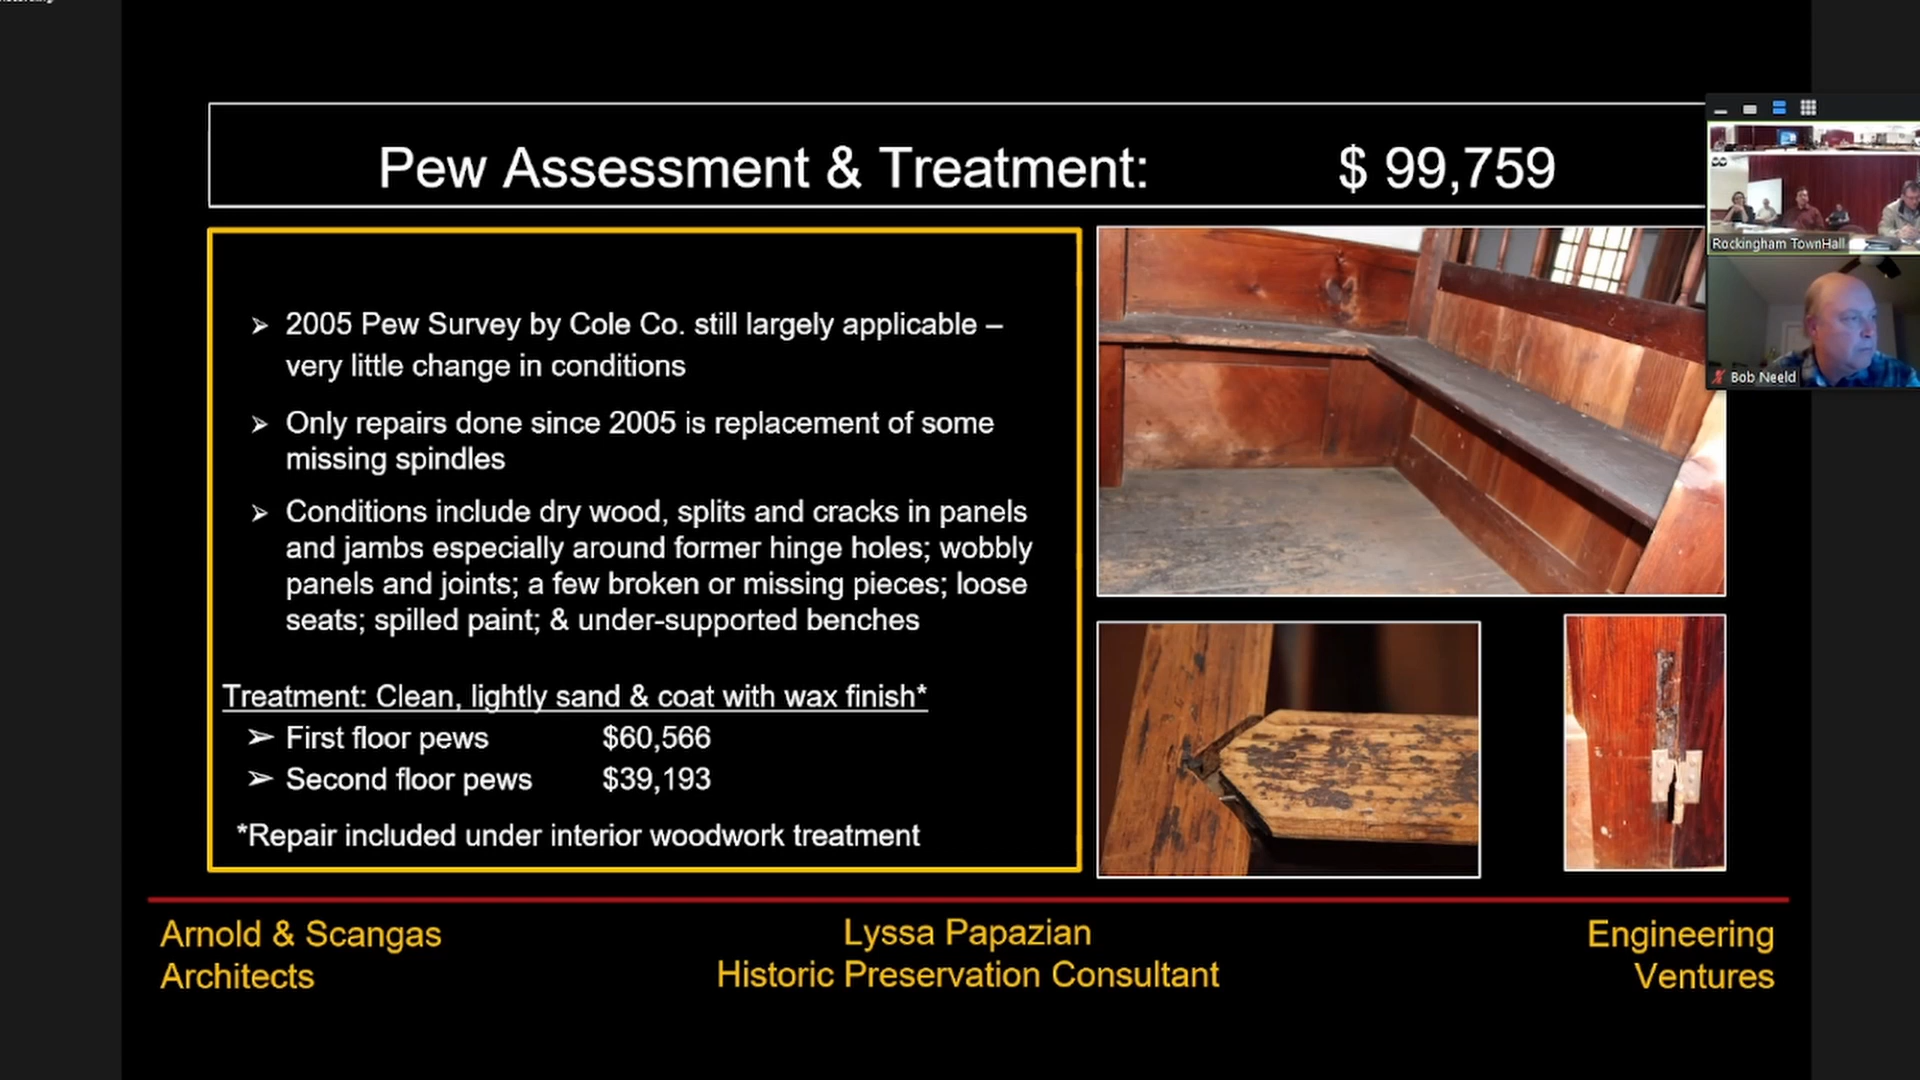 Pew Assessment & Treatment: $ 99,759
➢ 2005 Pew Survey by Cole Co. still largely applicable –
very little change in conditions
➢ Only repairs done since 2005 is replacement of some
missing spindles
➢ Conditions include dry wood, splits and cracks in panels
and jambs especially around former hinge holes; wobbly
panels and joints; a few broken or missing pieces; loose
seats; spilled paint; & under-supported benches
Treatment: Clean, lightly sand & coat with wax finish*
➢ First floor pews $60,566
➢ Second floor pews $39,193
*Repair included under interior woodwork treatment
Rockingham TownHall
Bob Neeld
Arnold & Scangas
Architects
Lyssa Papazian
Historic Preservation Consultant
Engineering
Ventures